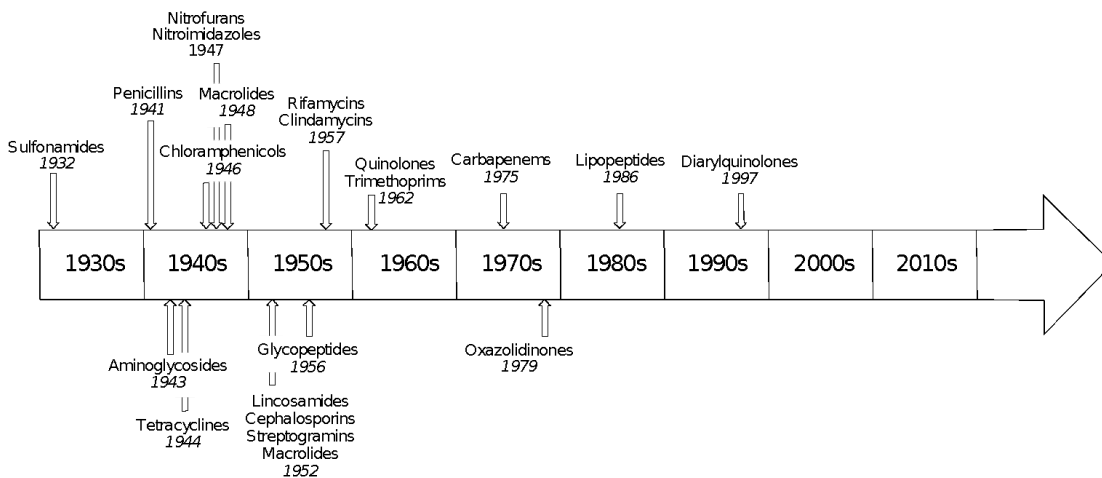 Nitrofurans
Nitroimidazoles
1947
Penicillins
1941
Macrolides
1948
Rifamycins
Clindamycins
1957
Sulfonamides
1932
Chloramphenicols
1946
Quinolones
Trimethoprims
1962
Carbapenems
1975
Lipopeptides
1986
Diarylquinolones
1997
1930s
1940s
1950s
1960s
1970s
1980s
1990s
2000s
2010s
Aminoglycosides
1943
Tetracyclines
1944
Glycopeptides
1956
Lincosamides
Cephalosporins
Streptogramins
Macrolides
1952
Oxazolidinones
1979